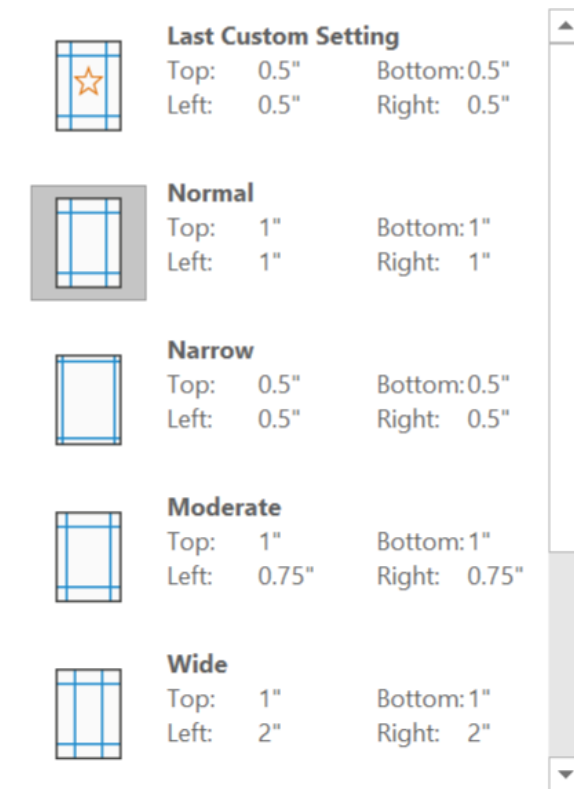 Last Custom Setting
Top: 0.5" Bottom: 0.5"
Left: 0.5" Right: 0.5"
Normal
Top: 1" Bottom: 1"
Left: 1" Right: 1"
Narrow
Top: 0.5" Bottom: 0.5"
Left: 0.5" Right: 0.5"
Moderate
Top: 1" Bottom: 1"
Left: 0.75" Right: 0.75"
Wide
Top: 1" Bottom: 1"
Left: 2" Right: 2"